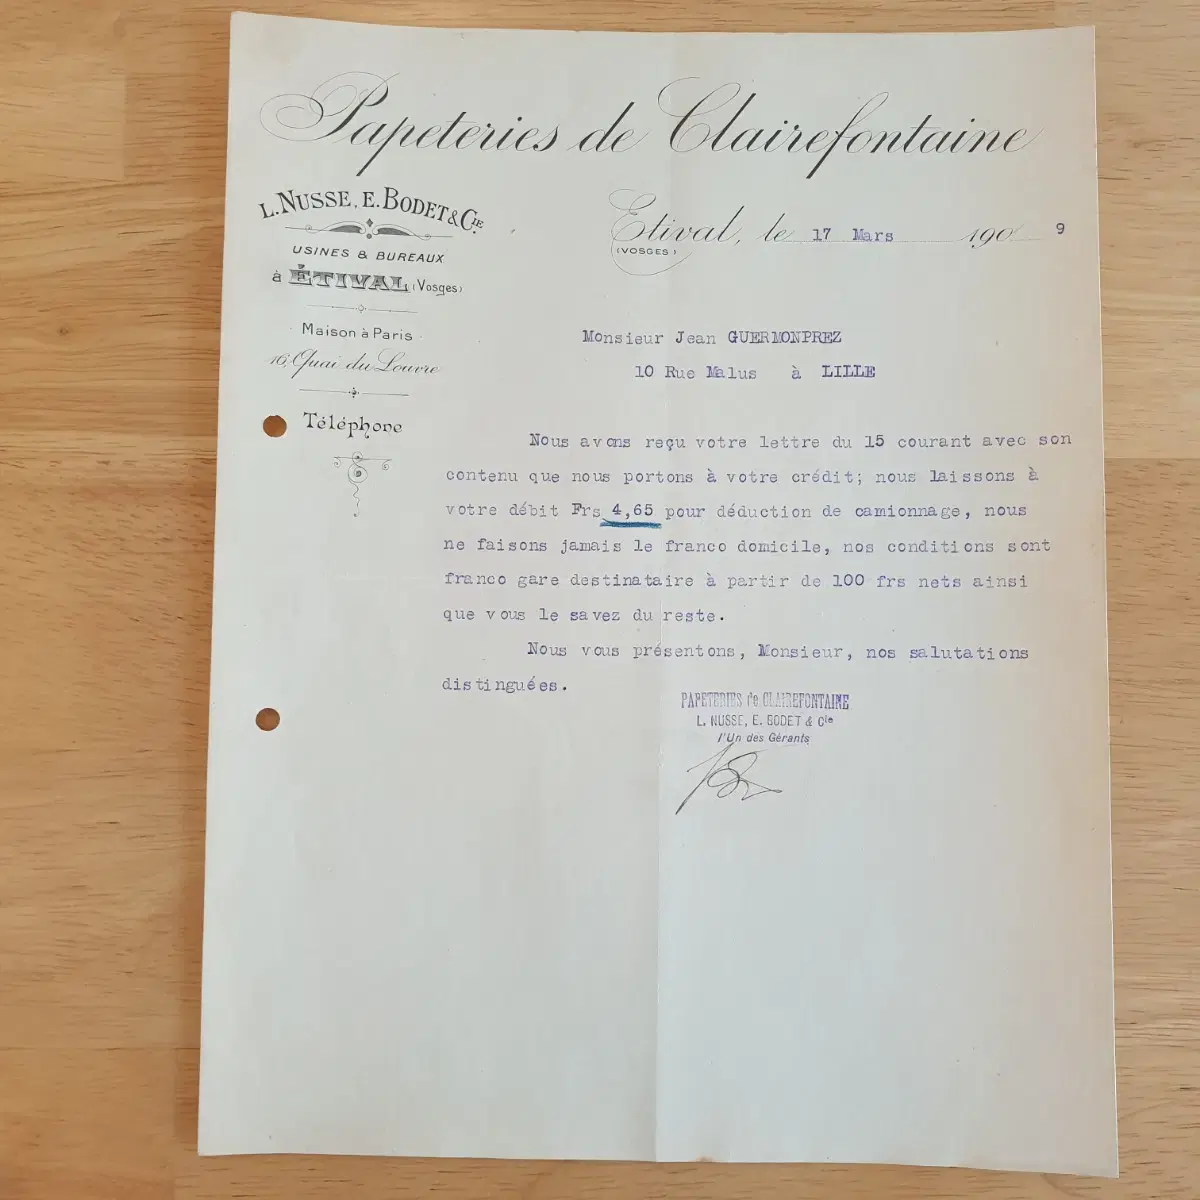 Papeteries de Clairefontaine
L. NUSSE, E. BODET & CIE.
USINES & BUREAUX
à ÉTIVAL (Vosges)
Maison à Paris
16, Quai du Louvre
Téléphone
Etival, le 17 Mars 190 9
(VOSGES)
Monsieur Jean GUERMONPREZ
10 Rue Malus à LILLE
Nous avons reçu votre lettre du 15 courant avec son
contenu que nous portons à votre crédit; nous laissons à
votre débit Frs 4,65 pour déduction de camionnage, nous
ne faisons jamais le franco domicile, nos conditions sont
franco gare destinataire à partir de 100 frs nets ainsi
que vous le savez du reste.
Nous vous présentons, Monsieur, nos salutations
distinguées.
PAPETERIES de CLAIREFONTAINE
L. NUSSE, E. BODET & Cie
l'Un des Gérants